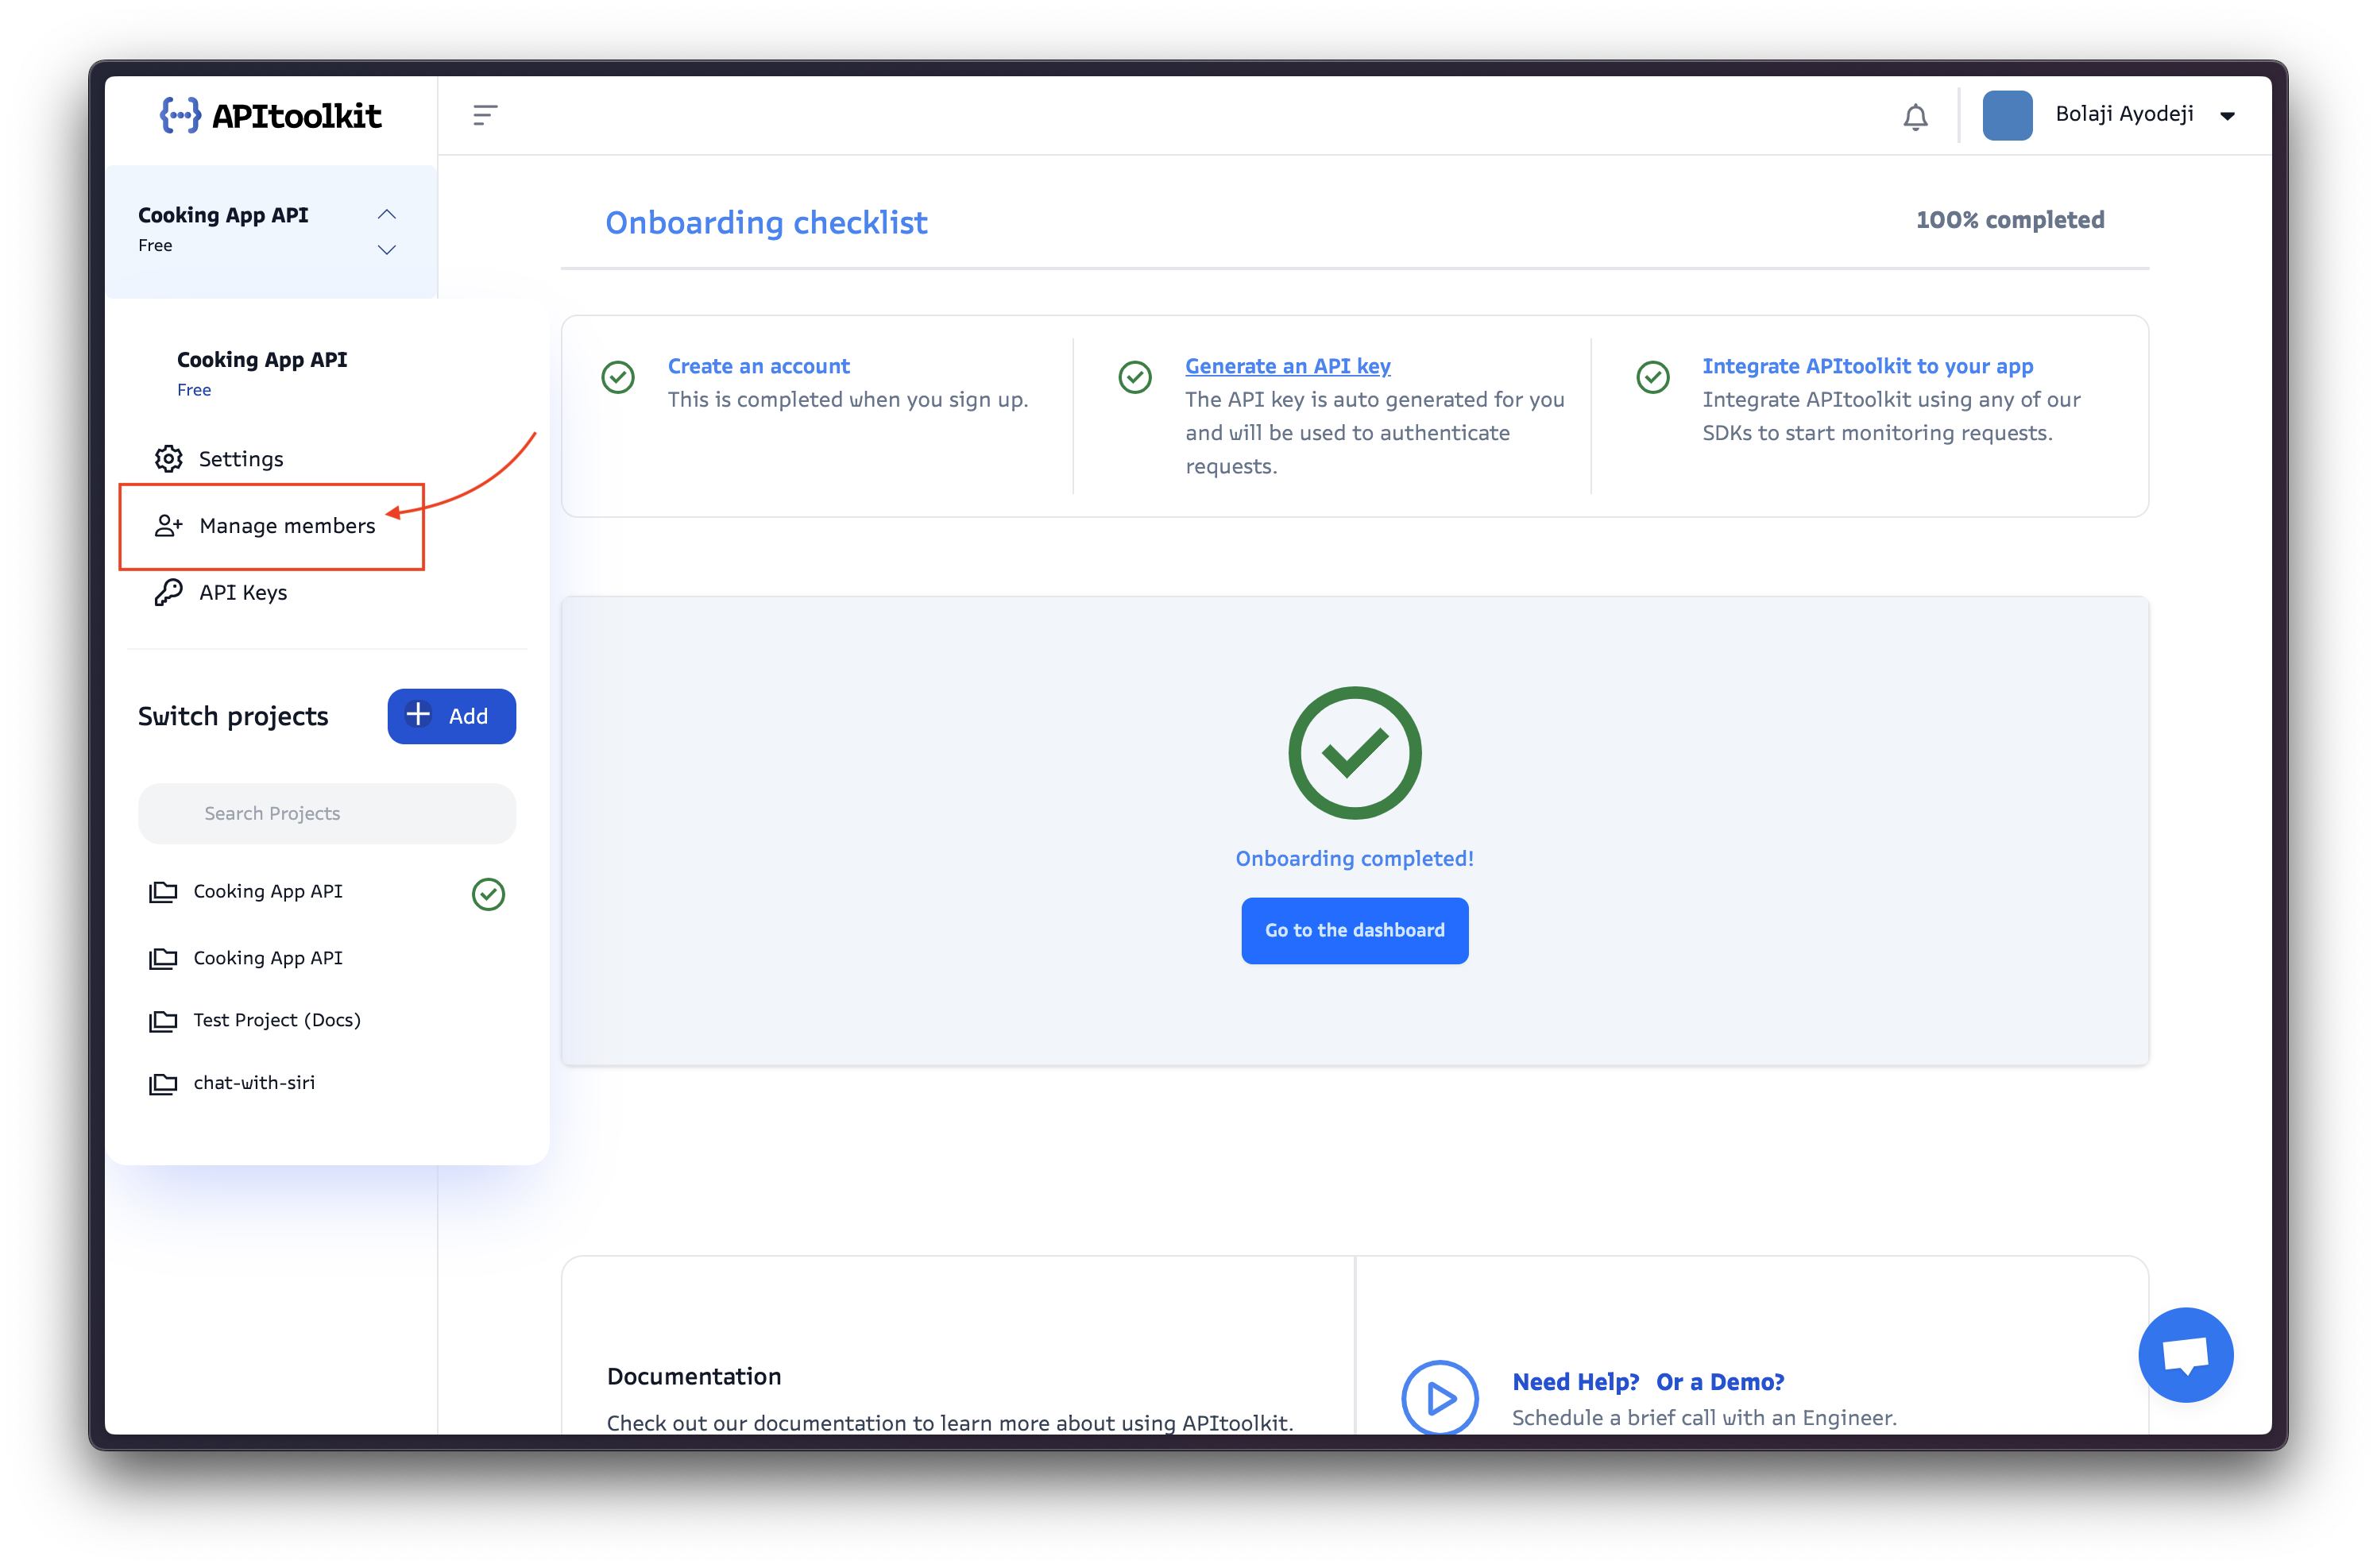 APItoolkit
Bolaji Ayodeji
Cooking App API
Free
Onboarding checklist
100% completed
Cooking App API
Free
Settings
Manage members
API Keys
Switch projects
Add
Search Projects
Cooking App API
Cooking App API
Test Project (Docs)
chat-with-siri
Create an account
This is completed when you sign up.
Generate an API key
The API key is auto generated for you
and will be used to authenticate
requests.
Integrate APItoolkit to your app
Integrate APItoolkit using any of our
SDKs to start monitoring requests.
Onboarding completed!
Go to the dashboard
Documentation
Check out our documentation to learn more about using APItoolkit.
Need Help? Or a Demo?
Schedule a brief call with an Engineer.